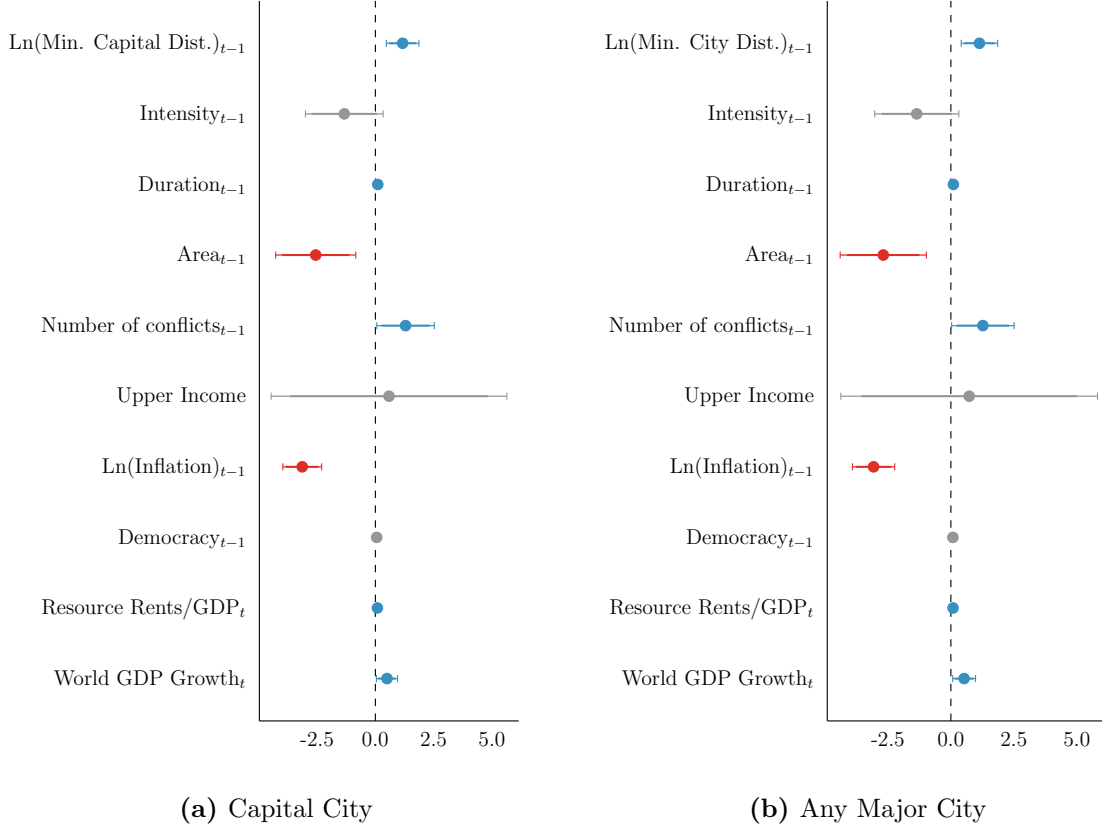 Ln(Min. Capital Dist.)t−1
Intensityt−1
Durationt−1
Areat−1
Number of conflictst−1
Upper Income
Ln(Inflation)t−1
Democracyt−1
Resource Rents/GDPt
World GDP Growtht
-2.5 0.0 2.5 5.0
(a) Capital City
Ln(Min. City Dist.)t−1
Intensityt−1
Durationt−1
Areat−1
Number of conflictst−1
Upper Income
Ln(Inflation)t−1
Democracyt−1
Resource Rents/GDPt
World GDP Growtht
-2.5 0.0 2.5 5.0
(b) Any Major City